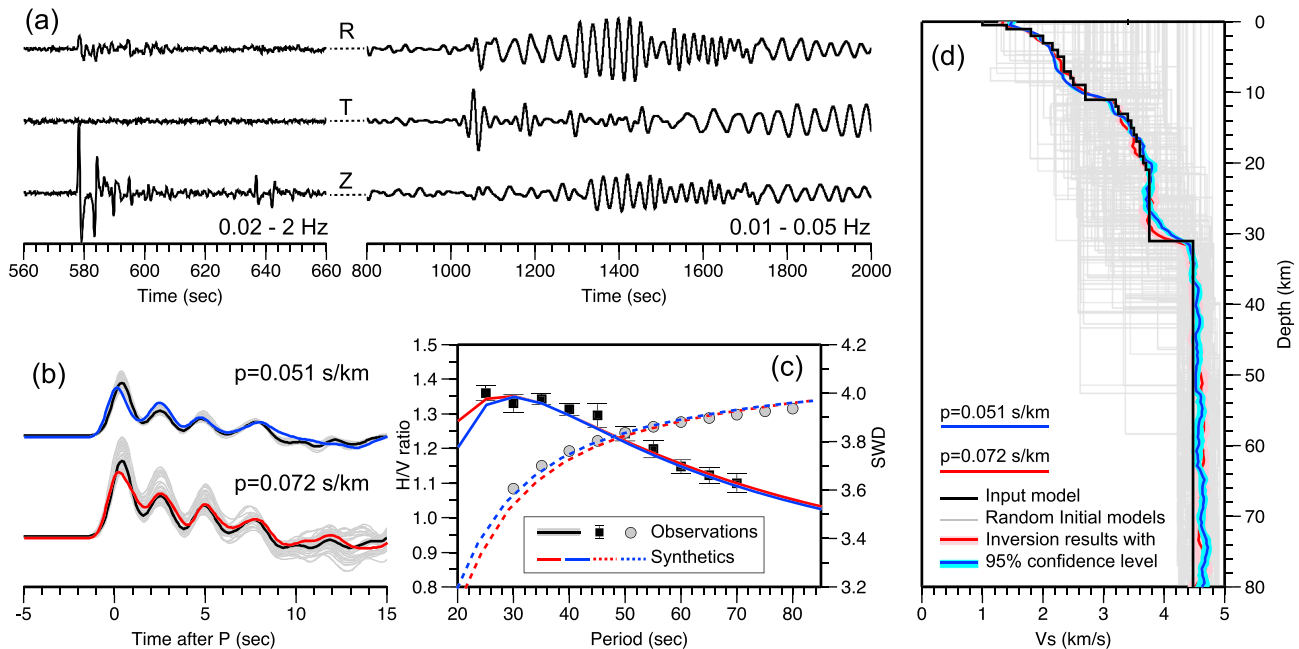 (a)
R
T
Z
0.02 - 2 Hz
0.01 - 0.05 Hz
560 580 600 620 640 660
Time (sec)
800 1000 1200 1400 1600 1800 2000
Time (sec)
(b)
p=0.051 s/km
p=0.072 s/km
-5 0 5 10 15
Time after P (sec)
(c)
1.5
1.4
1.3
1.2
1.1
1.0
0.9
0.8
H/V ratio
4.2
4.0
3.8
3.6
3.4
3.2
SWD
Observations
Synthetics
20 30 40 50 60 70 80
Period (sec)
(d)
0
10
20
30
40
50
60
70
80
Depth (km)
p=0.051 s/km
p=0.072 s/km
Input model
Random Initial models
Inversion results with
95% confidence level
0 1 2 3 4 5
Vs (km/s)